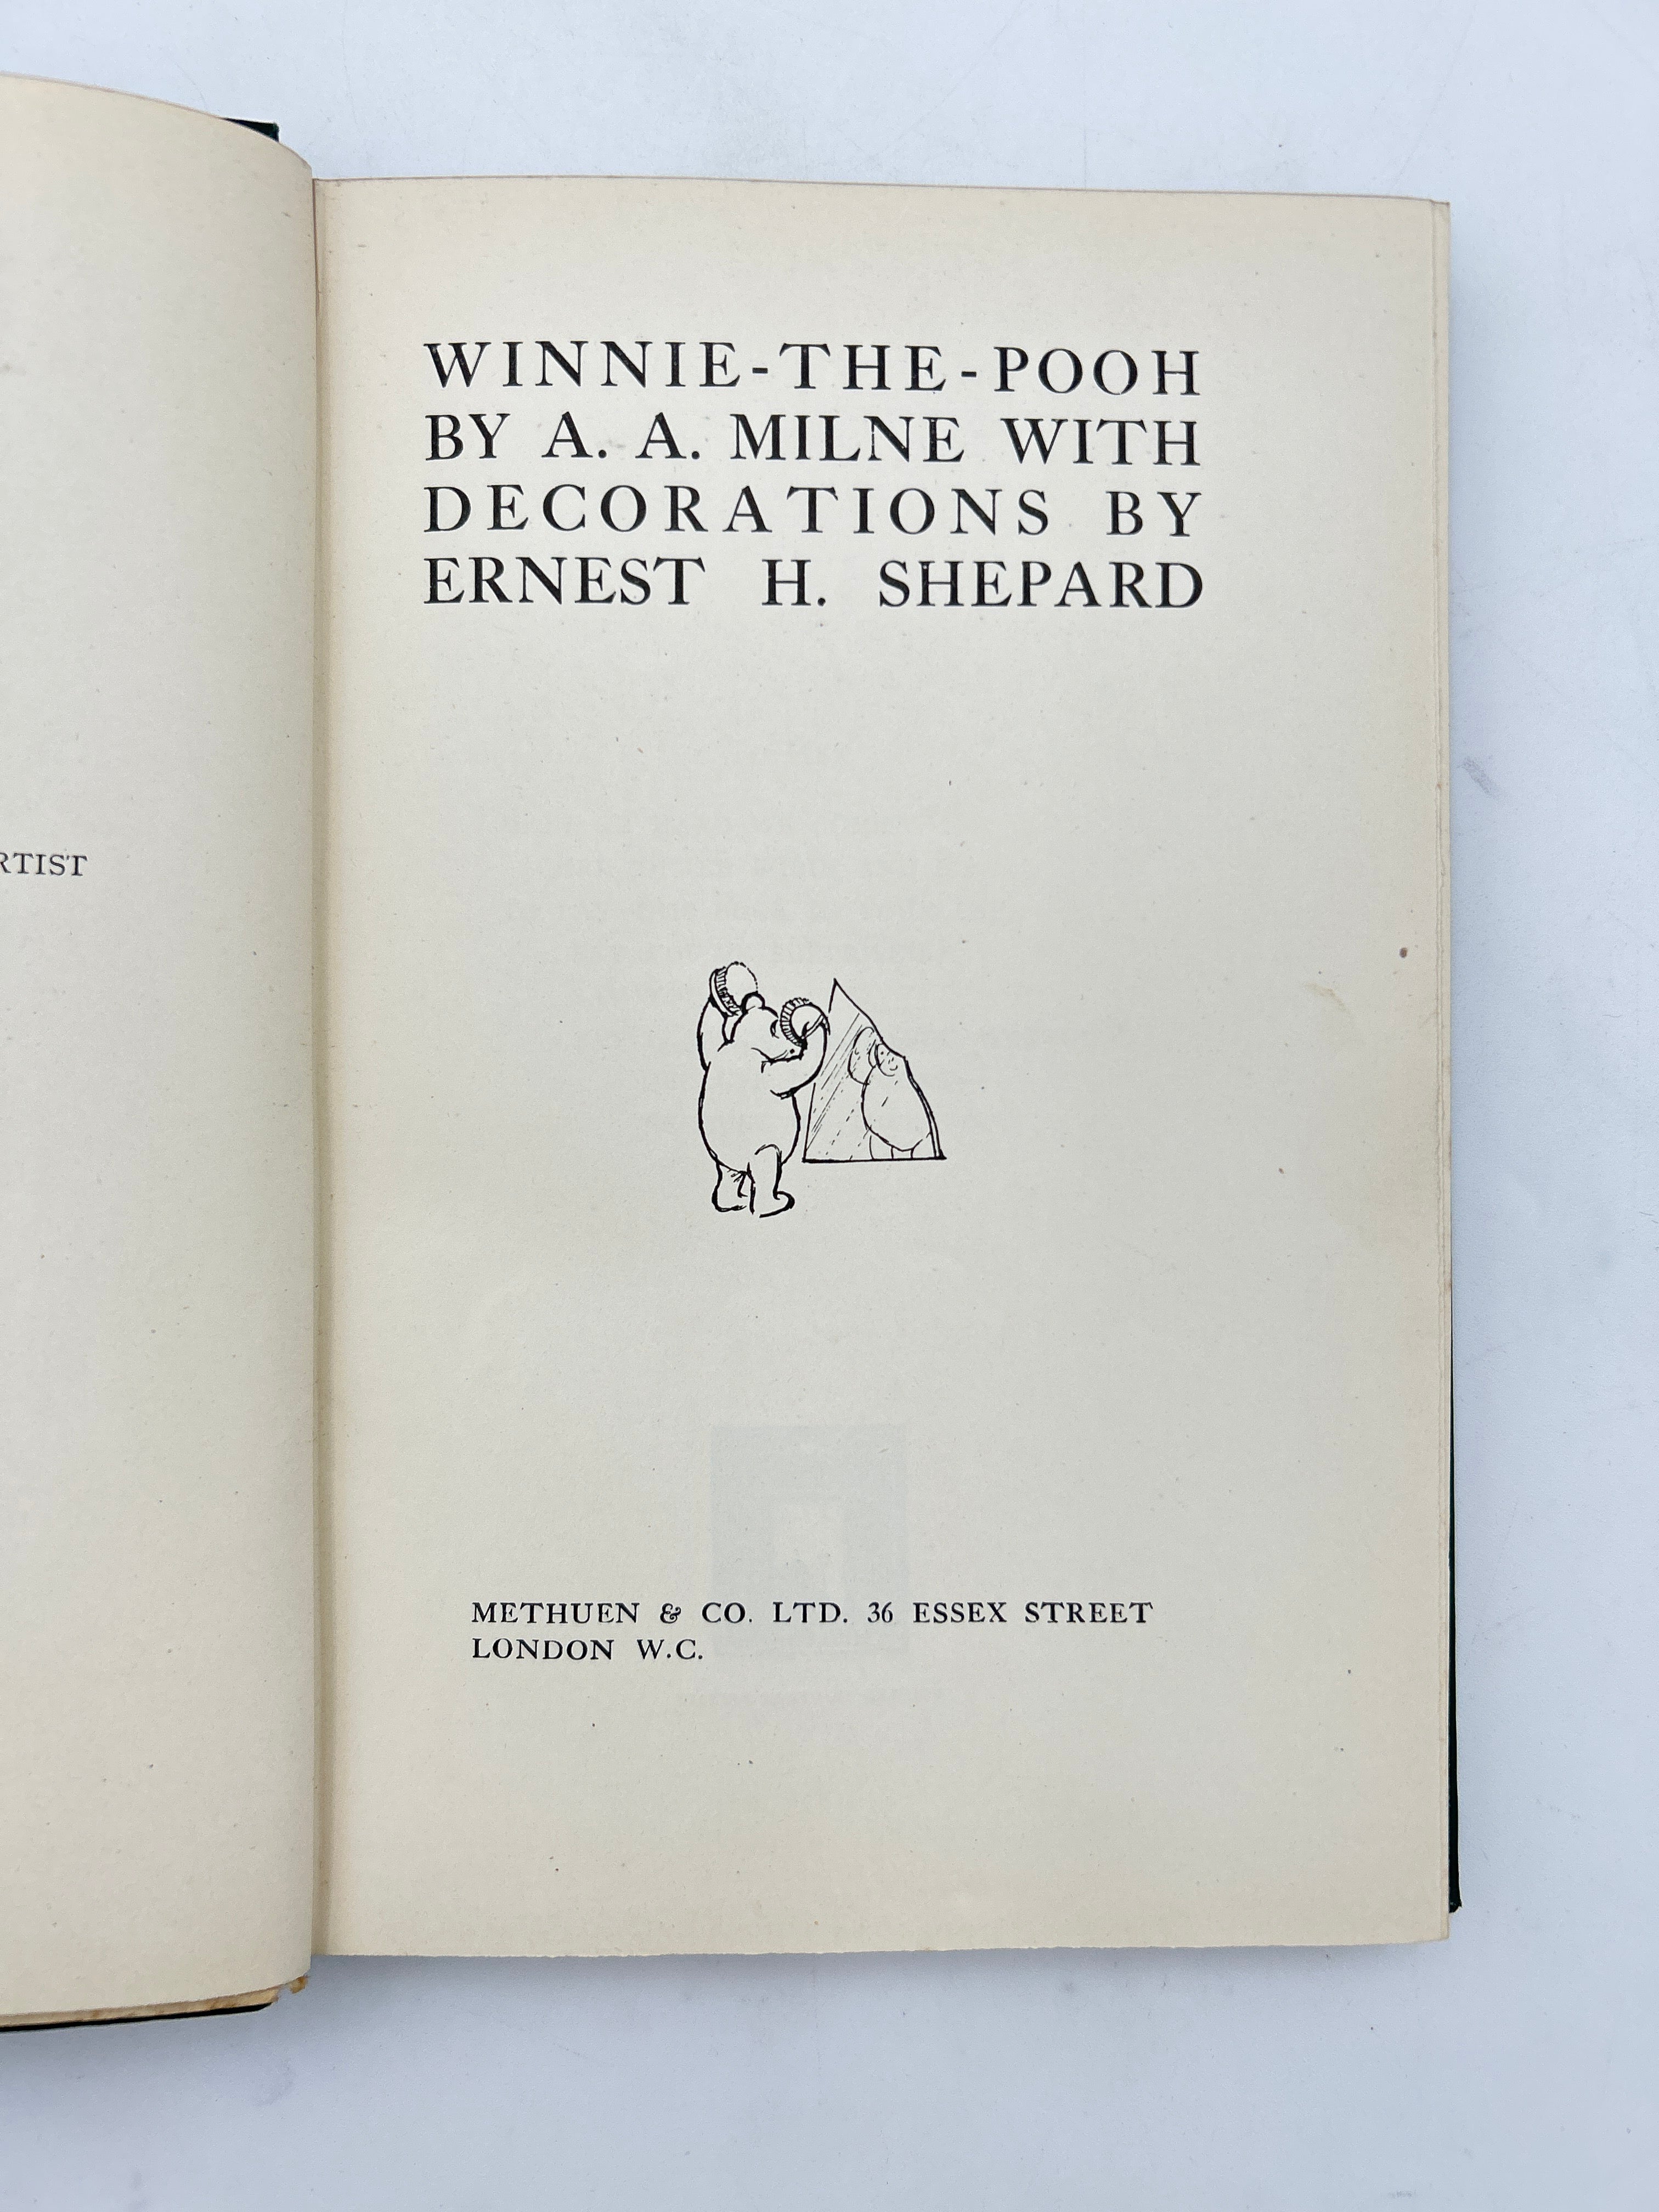 RTIST
WINNIE-THE-POOH
BY A. A. MILNE WITH
DECORATIONS BY
ERNEST H. SHEPARD
METHUEN & CO. LTD. 36 ESSEX STREET
LONDON W.C.